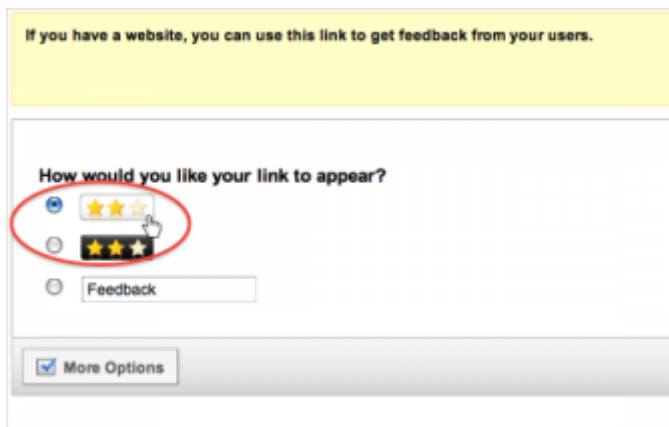 If you have a website, you can use this link to get feedback from your users.
How would you like your link to appear?
Feedback
More Options